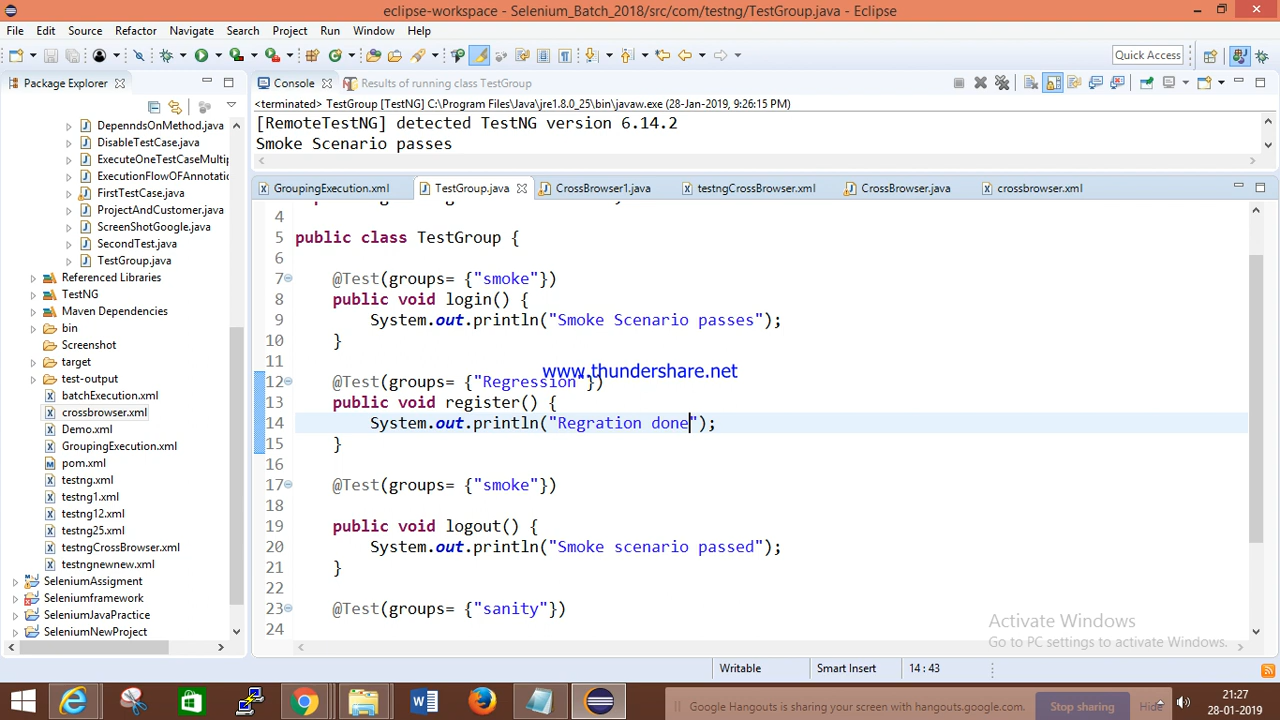 eclipse-workspace - Selenium_Batch_2018/src/com/testng/TestGroup.java - Eclipse
File Edit Source Refactor Navigate Search Project Run Window Help
Quick Access
Package Explorer
Console
Results of running class TestGroup
<terminated> TestGroup [TestNG] C:\Program Files\Java\jre1.8.0_25\bin\javaw.exe (28-Jan-2019, 9:26:15 PM)
[RemoteTestNG] detected TestNG version 6.14.2
Smoke Scenario passes
DepenndsOnMethod.java
DisableTestCase.java
ExecuteOneTestCaseMultip
ExecutionFlowOFAnnotatio
FirstTestCase.java
ProjectAndCustomer.java
ScreenShotGoogle.java
SecondTest.java
TestGroup.java
Referenced Libraries
TestNG
Maven Dependencies
bin
Screenshot
target
test-output
batchExecution.xml
crossbrowser.xml
Demo.xml
GroupingExecution.xml
pom.xml
testng.xml
testng1.xml
testng12.xml
testng25.xml
testngCrossBrowser.xml
testngnewnew.xml
SeleniumAssigment
Seleniumframework
SeleniumJavaPractice
SeleniumNewProject
GroupingExecution.xml TestGroup.java CrossBrowser1.java testngCrossBrowser.xml CrossBrowser.java crossbrowser.xml
4
5 public class TestGroup {
6
7 @Test(groups= {"smoke"})
8 public void login() {
9 System.out.println("Smoke Scenario passes");
10 }
11
www.thundershare.net
12 @Test(groups= {"Regression"})
13 public void register() {
14 System.out.println("Regration done");
15 }
16
17 @Test(groups= {"smoke"})
18
19 public void logout() {
20 System.out.println("Smoke scenario passed");
21 }
22
23 @Test(groups= {"sanity"})
24
Activate Windows
Go to PC settings to activate Windows.
Writable Smart Insert 14 : 43
Google Hangouts is sharing your screen with hangouts.google.com.
Stop sharing
Hide
21:27
28-01-2019